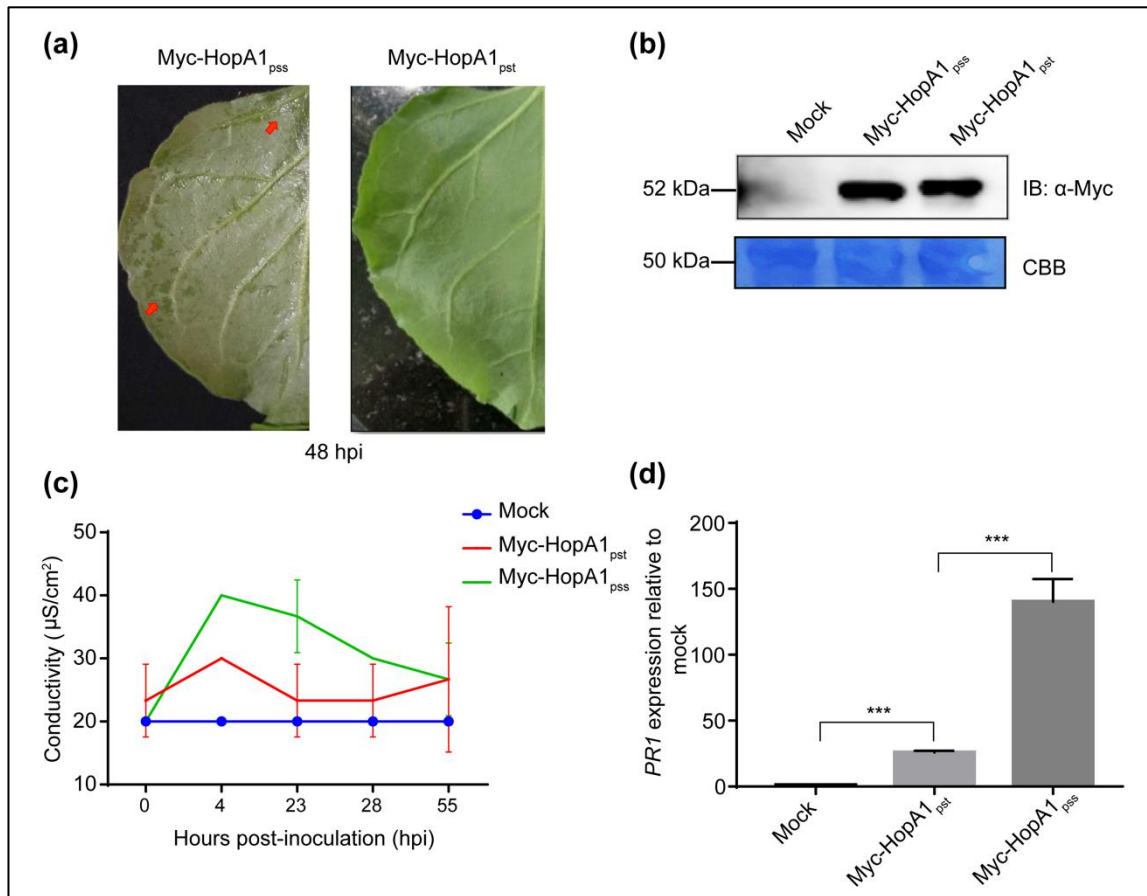 (a)
Myc-HopA1pss
Myc-HopA1pst
48 hpi
(b)
Mock
Myc-HopA1pss
Myc-HopA1pst
52 kDa
IB: α-Myc
50 kDa
CBB
(c)
Mock
Myc-HopA1pst
Myc-HopA1pss
Conductivity (µS/cm²)
50
40
30
20
10
0 4 23 28 55
Hours post-inoculation (hpi)
(d)
PR1 expression relative to
mock
200
150
100
50
0
***
***
Mock
Myc-HopA1pst
Myc-HopA1pss